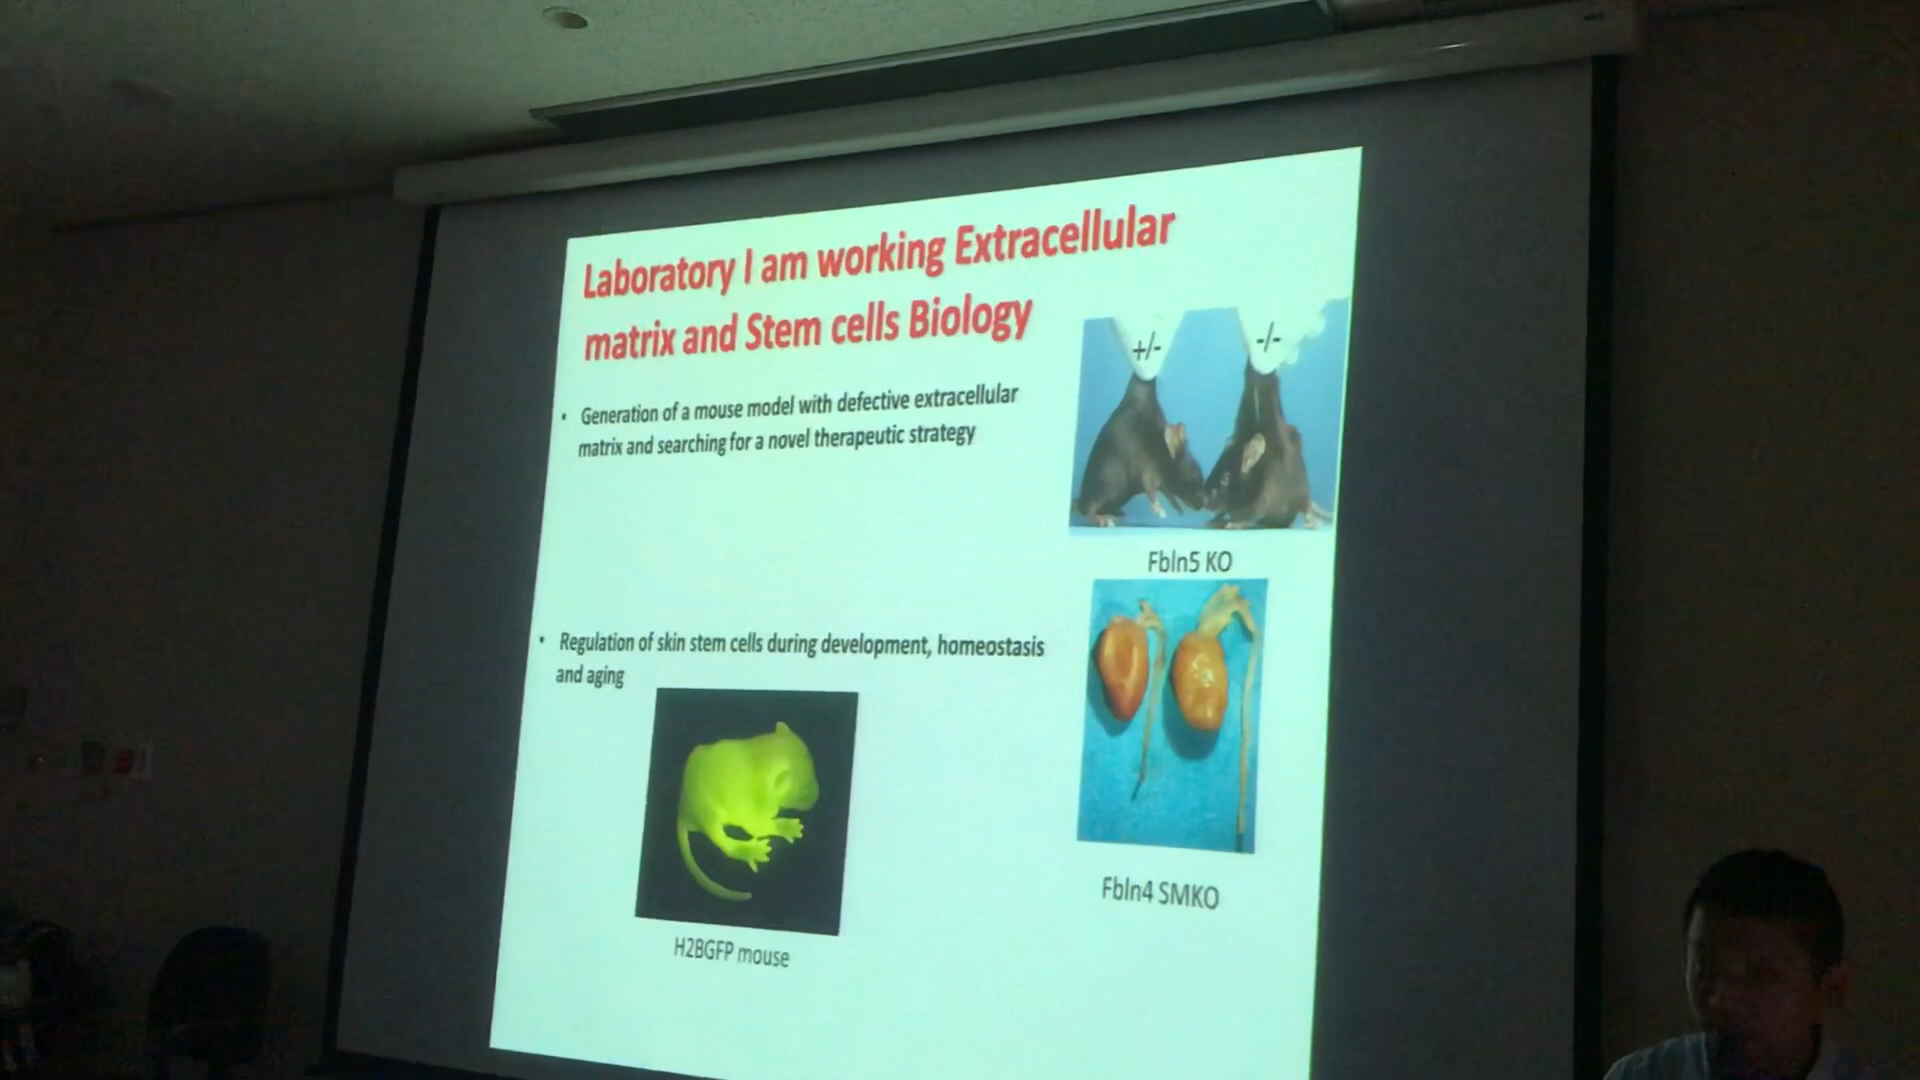 Laboratory I am working Extracellular
matrix and Stem cells Biology
• Generation of a mouse model with defective extracellular
matrix and searching for a novel therapeutic strategy
+/-
-/-
Fbln5 KO
• Regulation of skin stem cells during development, homeostasis
and aging
H2BGFP mouse
Fbln4 SMKO